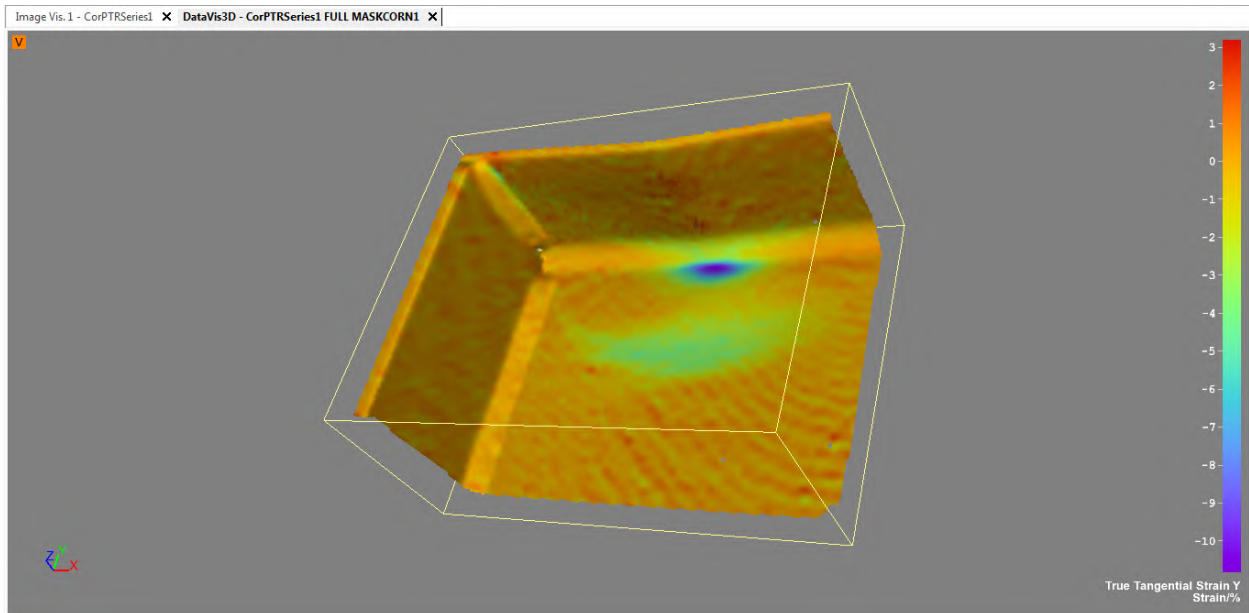 Image Vis. 1 - CorPTRSeries1 X DataVis3D - CorPTRSeries1 FULL MASKCORN1 X
V
3
2
1
0
-1
-2
-3
-4
-5
-6
-7
-8
-9
-10
Z Y X
True Tangential Strain Y
Strain/%